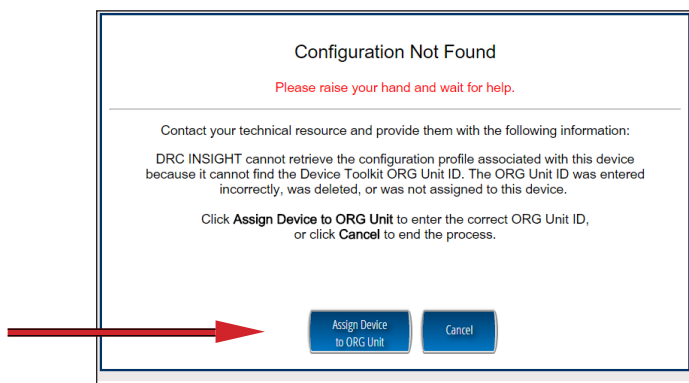 Configuration Not Found
Please raise your hand and wait for help.
Contact your technical resource and provide them with the following information:
DRC INSIGHT cannot retrieve the configuration profile associated with this device
because it cannot find the Device Toolkit ORG Unit ID. The ORG Unit ID was entered
incorrectly, was deleted, or was not assigned to this device.
Click Assign Device to ORG Unit to enter the correct ORG Unit ID,
or click Cancel to end the process.
Assign Device
to ORG Unit
Cancel